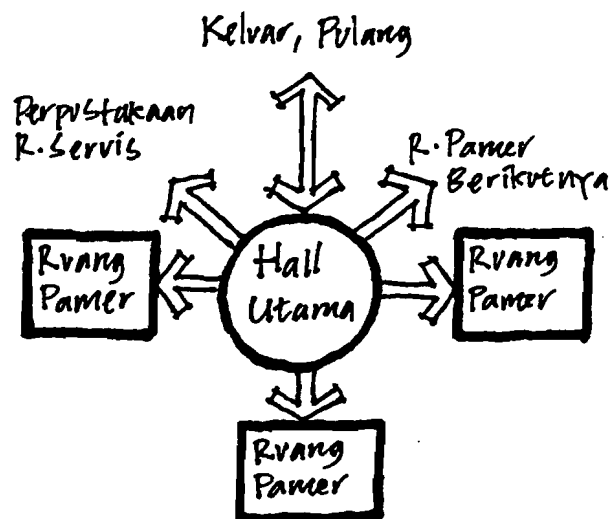 Keluar, Pulang
Perpustakaan
R. Servis
R. Pamer
Berikutnya
Ruang
Pamer
Hall
Utama
Ruang
Pamer
Ruang
Pamer